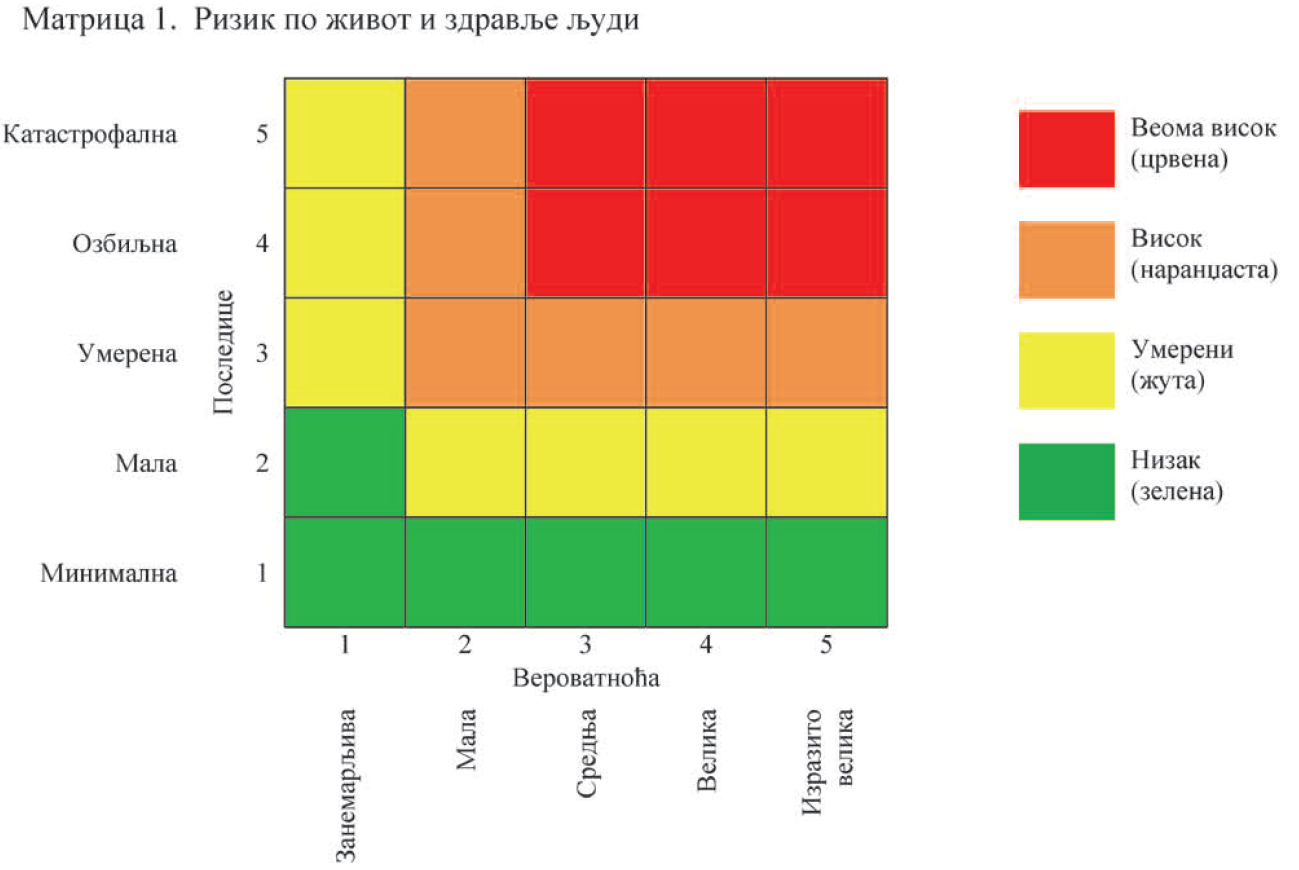 Матрица 1. Ризик по живот и здравље људи
Катастрофална 5
Озбиљна 4
Умерена 3
Мала 2
Минимална 1
Последице
1 2 3 4 5
Вероватноћа
Занемарљива
Мала
Средња
Велика
Изразито
велика
Веома висок
(црвена)
Висок
(наранџаста)
Умерени
(жута)
Низак
(зелена)